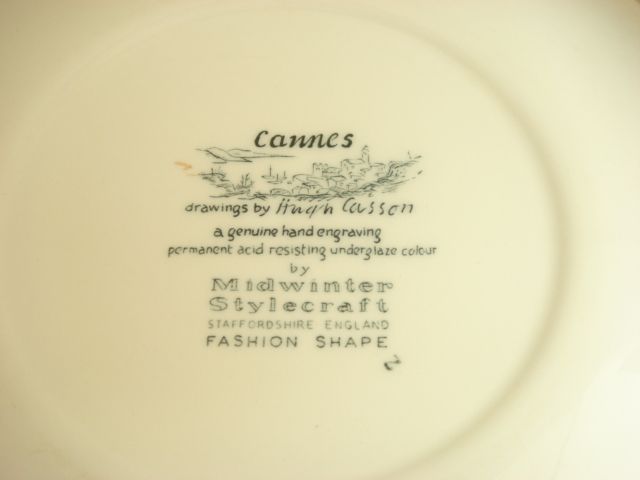 Cannes
drawings by Hugh Casson
a genuine hand engraving
permanent acid resisting underglaze colour
by
Midwinter
Stylecraft
STAFFORDSHIRE ENGLAND
FASHION SHAPE